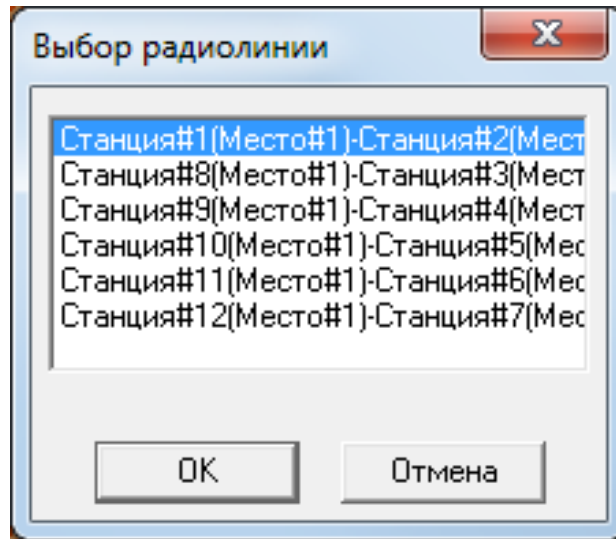 Выбор радиолинии
Станция#1(Место#1)-Станция#2(Мест
Станция#8(Место#1)-Станция#3(Мест
Станция#9(Место#1)-Станция#4(Мест
Станция#10(Место#1)-Станция#5(Мес
Станция#11(Место#1)-Станция#6(Мес
Станция#12(Место#1)-Станция#7(Мес
OK
Отмена